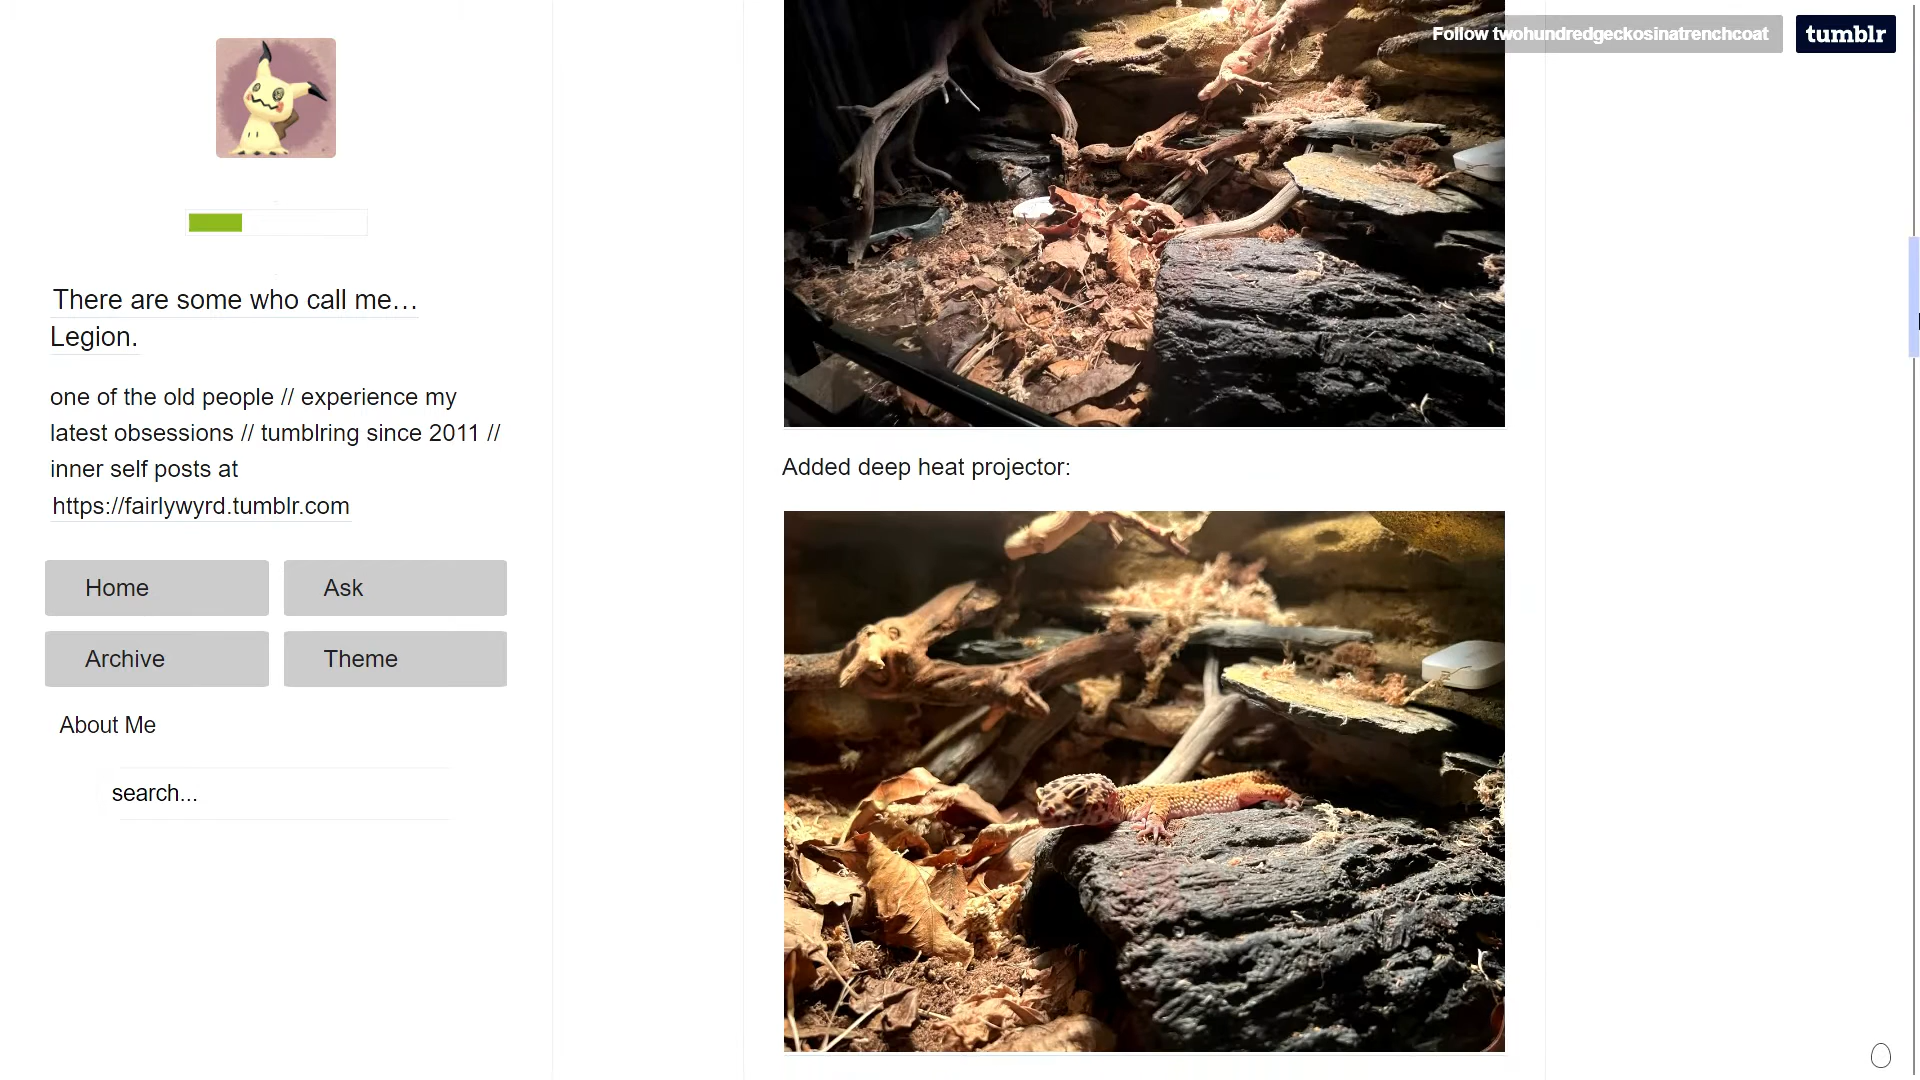 Follow twohundredgeckosinatrenchcoat
tumblr
There are some who call me…
Legion.
one of the old people // experience my
latest obsessions // tumblring since 2011 //
inner self posts at
https://fairlywyrd.tumblr.com
Home
Ask
Archive
Theme
About Me
search...
Added deep heat projector: